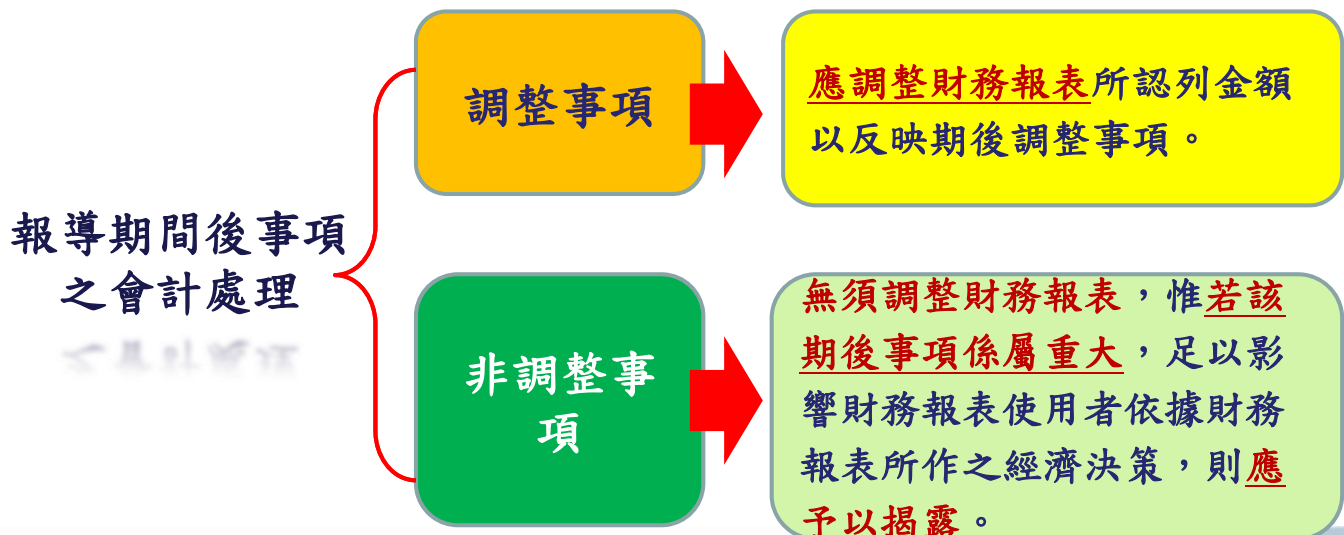 報導期間後事項
之會計處理
調整事項
應調整財務報表所認列金額
以反映期後調整事項。
非調整事
項
無須調整財務報表，惟若該
期後事項係屬重大，足以影
響財務報表使用者依據財務
報表所作之經濟決策，則應
予以揭露。